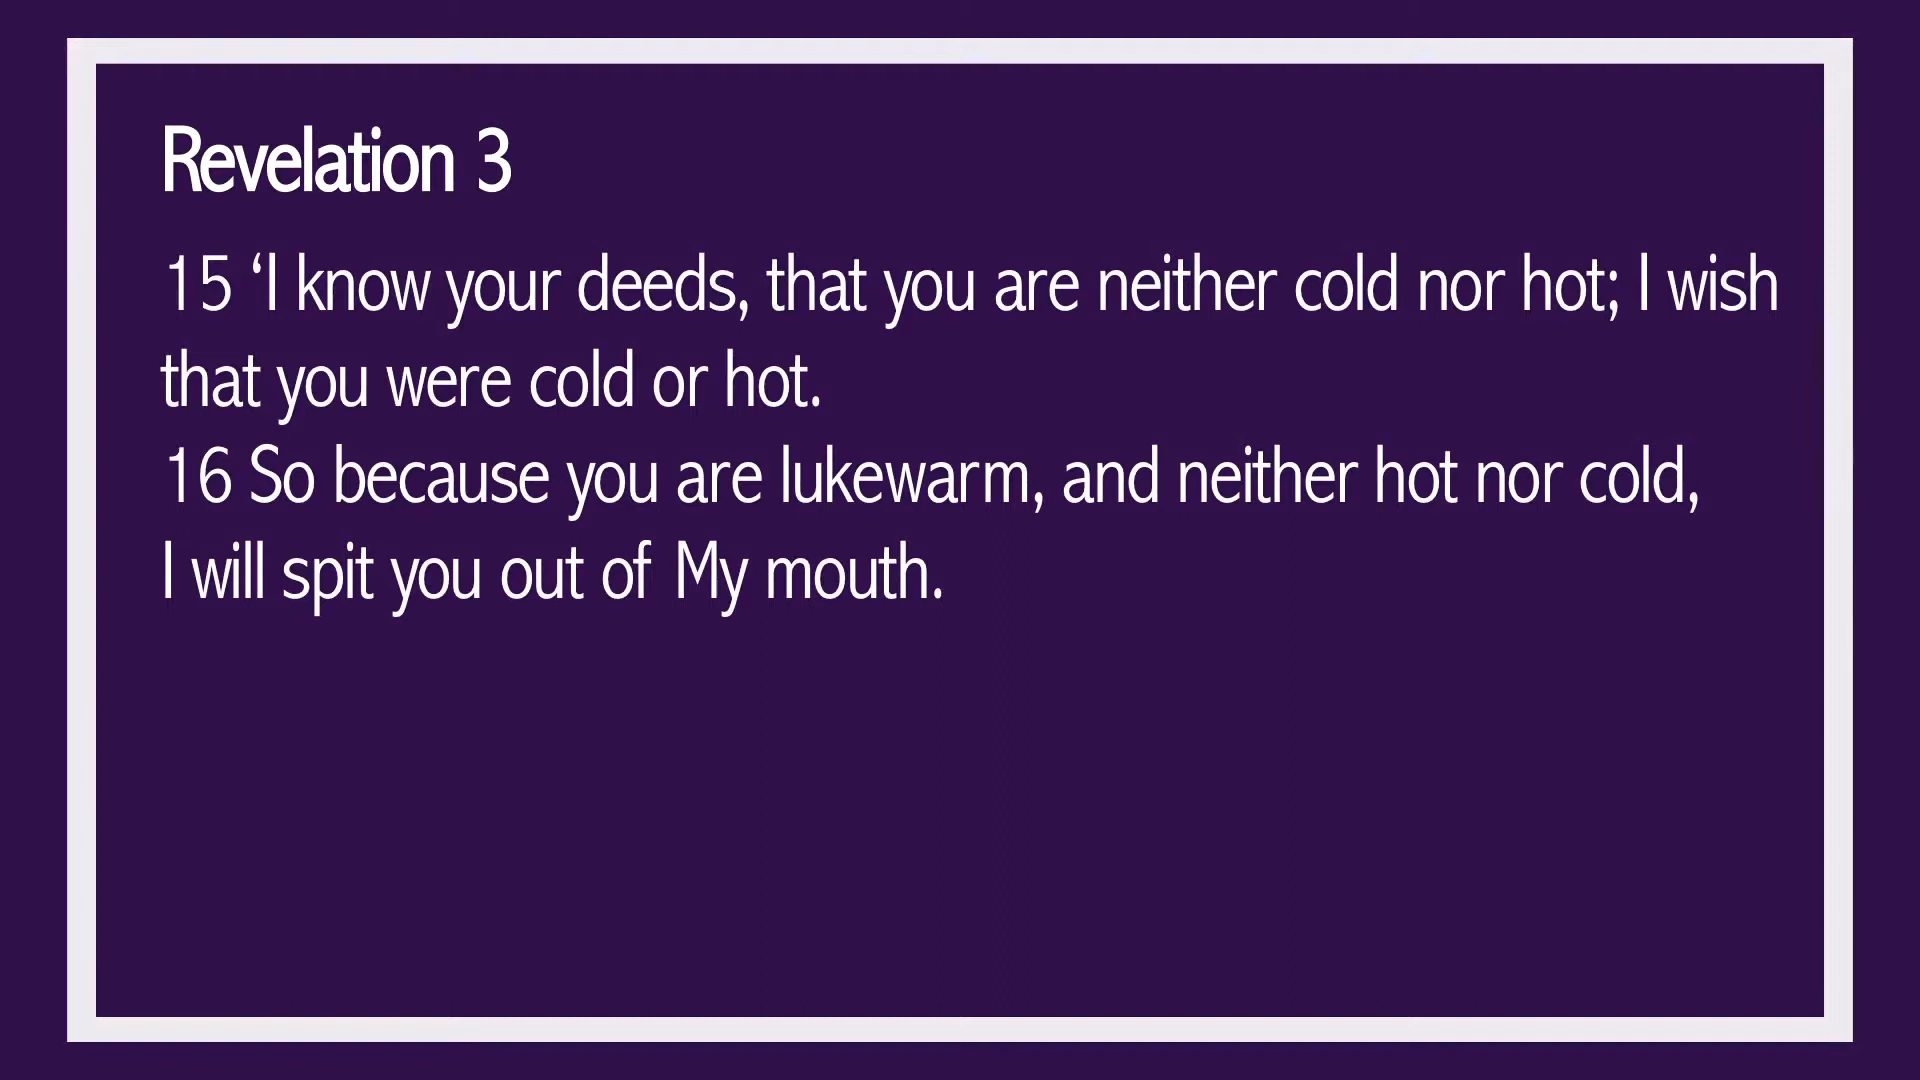 Revelation 3
15 ‘I know your deeds, that you are neither cold nor hot; I wish
that you were cold or hot.
16 So because you are lukewarm, and neither hot nor cold,
I will spit you out of My mouth.